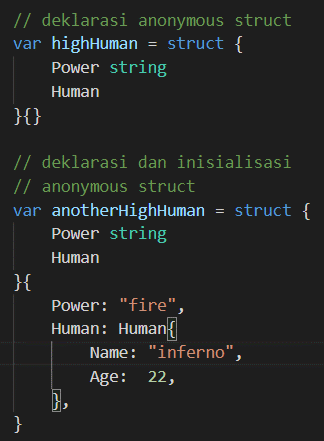 // deklarasi anonymous struct
var highHuman = struct {
    Power string
    Human
}{}

// deklarasi dan inisialisasi
// anonymous struct
var anotherHighHuman = struct {
    Power string
    Human
}{
    Power: "fire",
    Human: Human{
        Name: "inferno",
        Age:  22,
    },
}